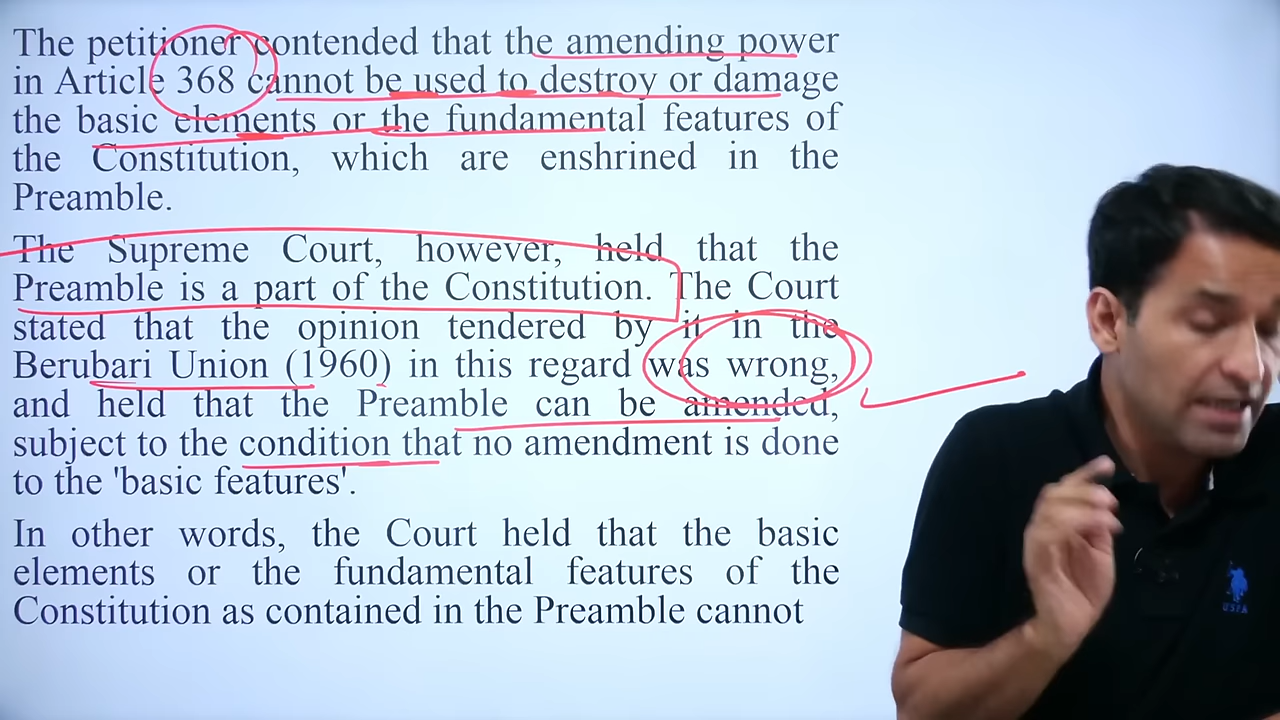 The petitioner contended that the amending power
in Article 368 cannot be used to destroy or damage
the basic elements or the fundamental features of
the Constitution, which are enshrined in the
Preamble.
The Supreme Court, however, held that the
Preamble is a part of the Constitution. The Court
stated that the opinion tendered by it in the
Berubari Union (1960) in this regard was wrong,
and held that the Preamble can be amended,
subject to the condition that no amendment is done
to the 'basic features'.
In other words, the Court held that the basic
elements or the fundamental features of the
Constitution as contained in the Preamble cannot
USPA